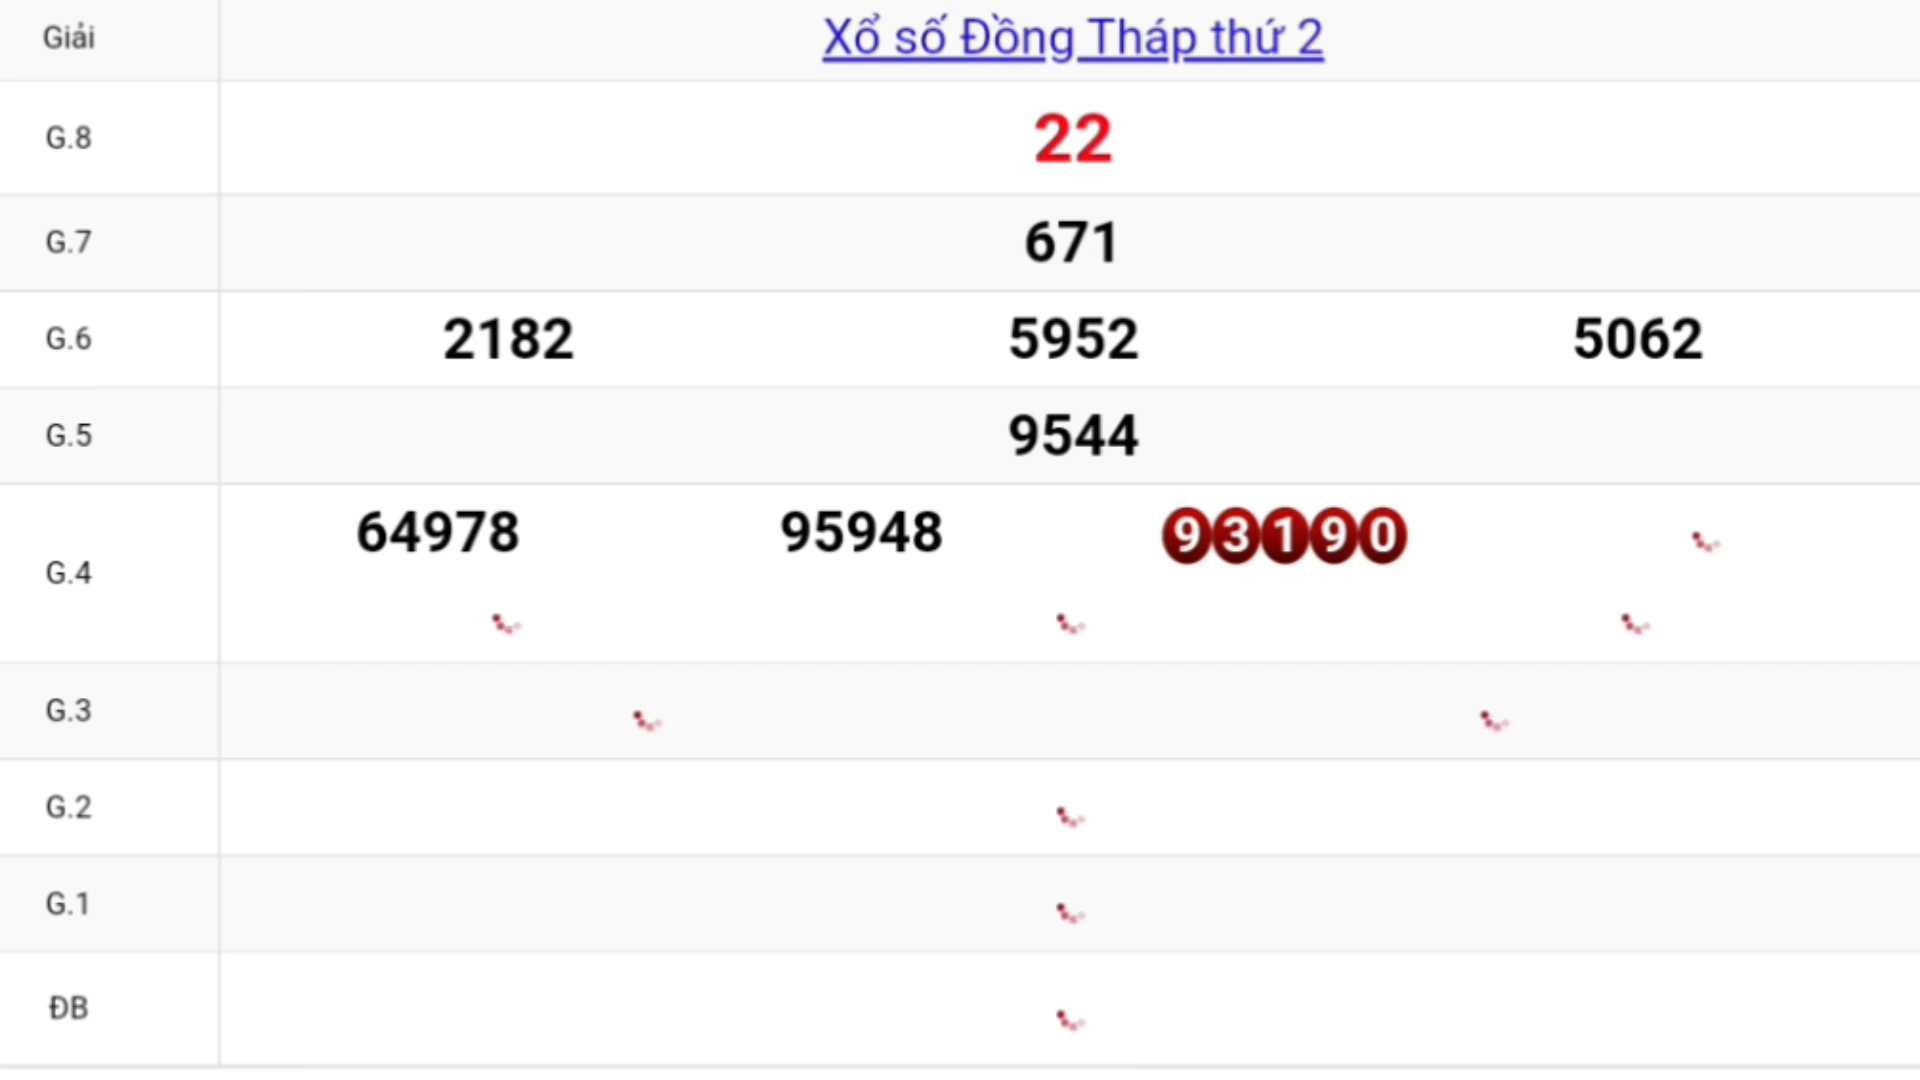 Giải Xổ số Đồng Tháp thứ 2
G.8 22
G.7 671
G.6 2182 5952 5062
G.5 9544
G.4 64978 95948 93190
G.3
G.2
G.1
ĐB